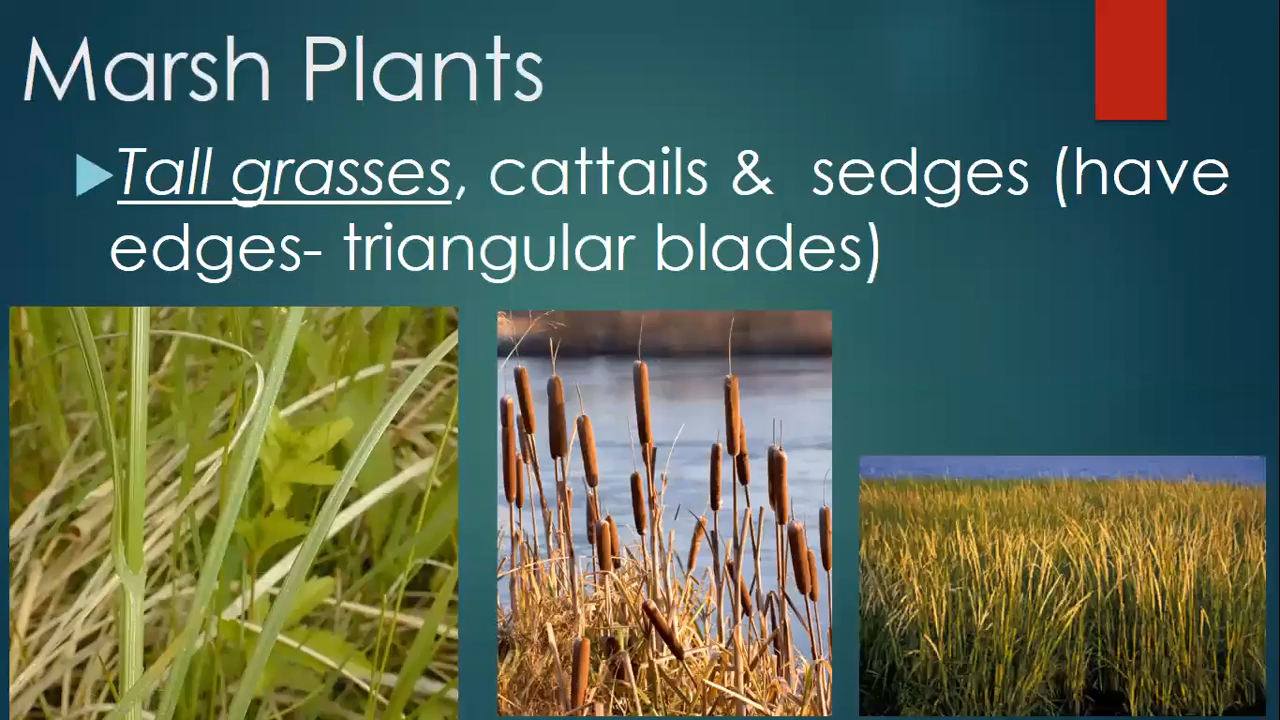 Marsh Plants
Tall grasses, cattails & sedges (have
edges- triangular blades)